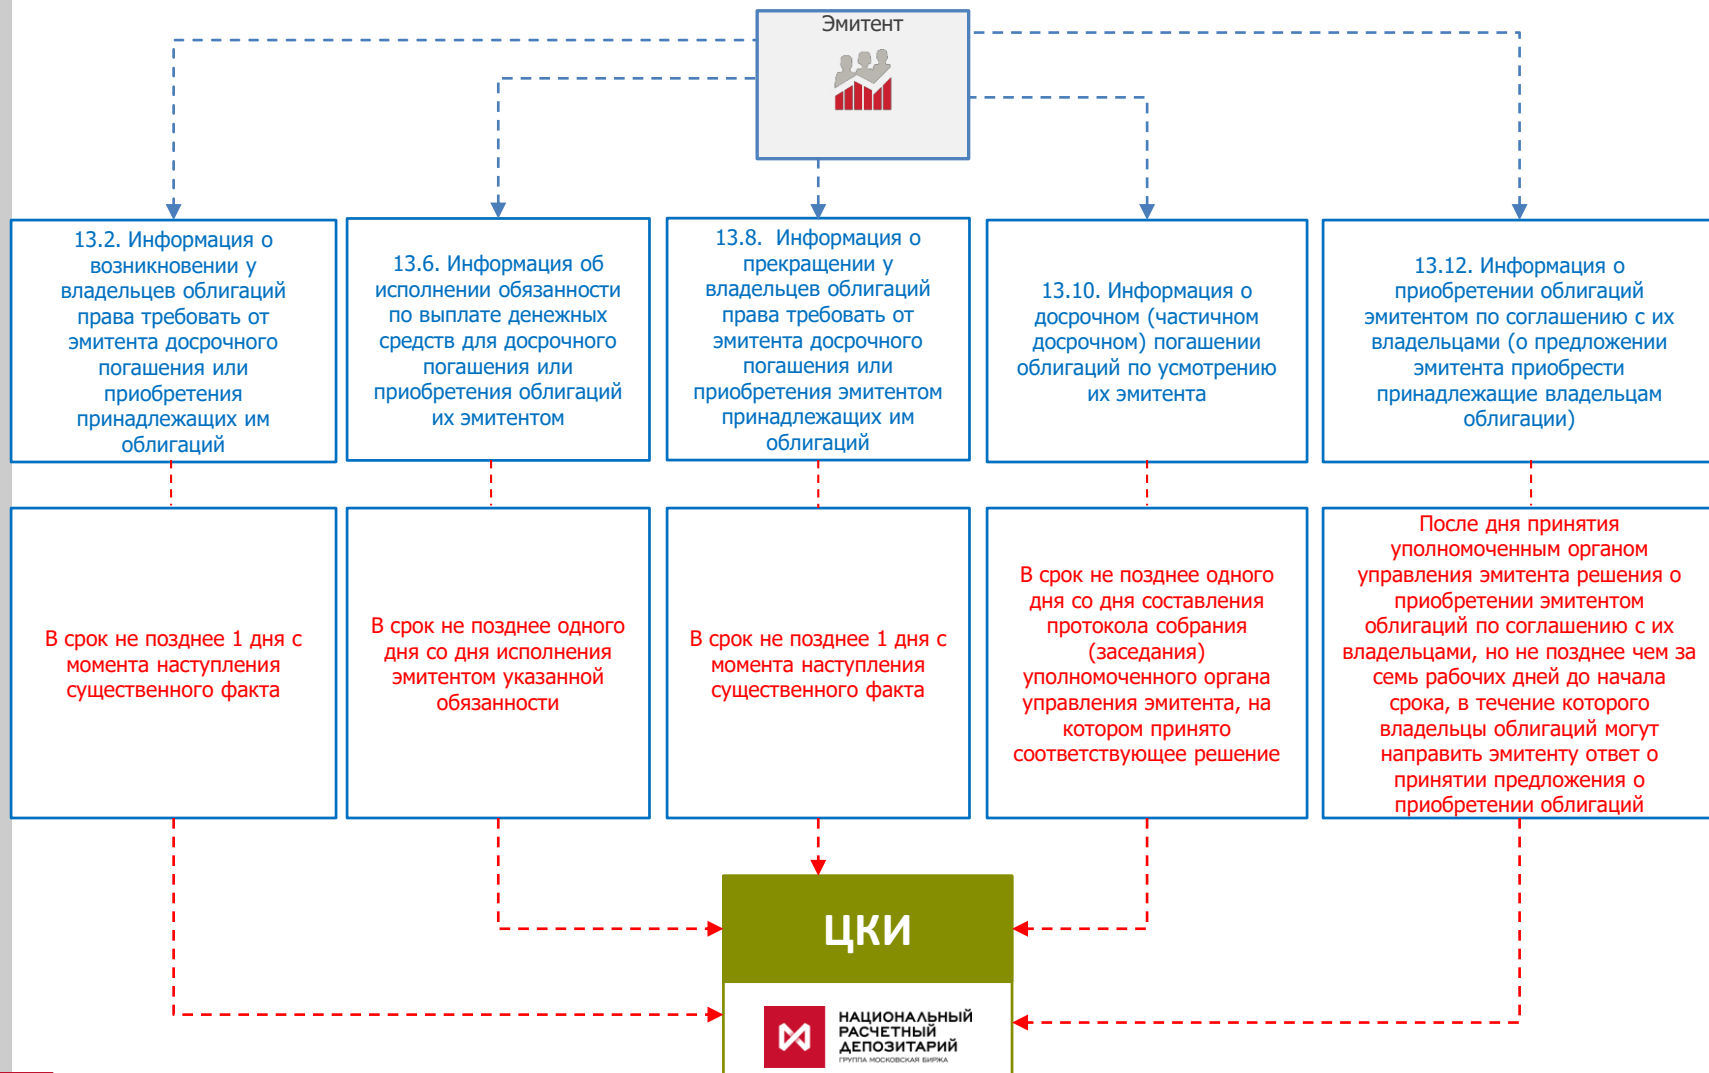 Эмитент
13.2. Информация о
возникновении у
владельцев облигаций
права требовать от
эмитента досрочного
погашения или
приобретения
принадлежащих им
облигаций
13.6. Информация об
исполнении обязанности
по выплате денежных
средств для досрочного
погашения или
приобретения облигаций
их эмитентом
13.8. Информация о
прекращении у
владельцев облигаций
права требовать от
эмитента досрочного
погашения или
приобретения эмитентом
принадлежащих им
облигаций
13.10. Информация о
досрочном (частичном
досрочном) погашении
облигаций по усмотрению
их эмитента
13.12. Информация о
приобретении облигаций
эмитентом по соглашению с их
владельцами (о предложении
эмитента приобрести
принадлежащие владельцам
облигации)
В срок не позднее 1 дня с
момента наступления
существенного факта
В срок не позднее одного
дня со дня исполнения
эмитентом указанной
обязанности
В срок не позднее 1 дня с
момента наступления
существенного факта
В срок не позднее одного
дня со дня составления
протокола собрания
(заседания)
уполномоченного органа
управления эмитента, на
котором принято
соответствующее решение
После дня принятия
уполномоченным органом
управления эмитента решения о
приобретении эмитентом
облигаций по соглашению с их
владельцами, но не позднее чем за
семь рабочих дней до начала
срока, в течение которого
владельцы облигаций могут
направить эмитенту ответ о
принятии предложения о
приобретении облигаций
ЦКИ
НАЦИОНАЛЬНЫЙ
РАСЧЕТНЫЙ
ДЕПОЗИТАРИЙ
ГРУППА МОСКОВСКАЯ БИРЖА